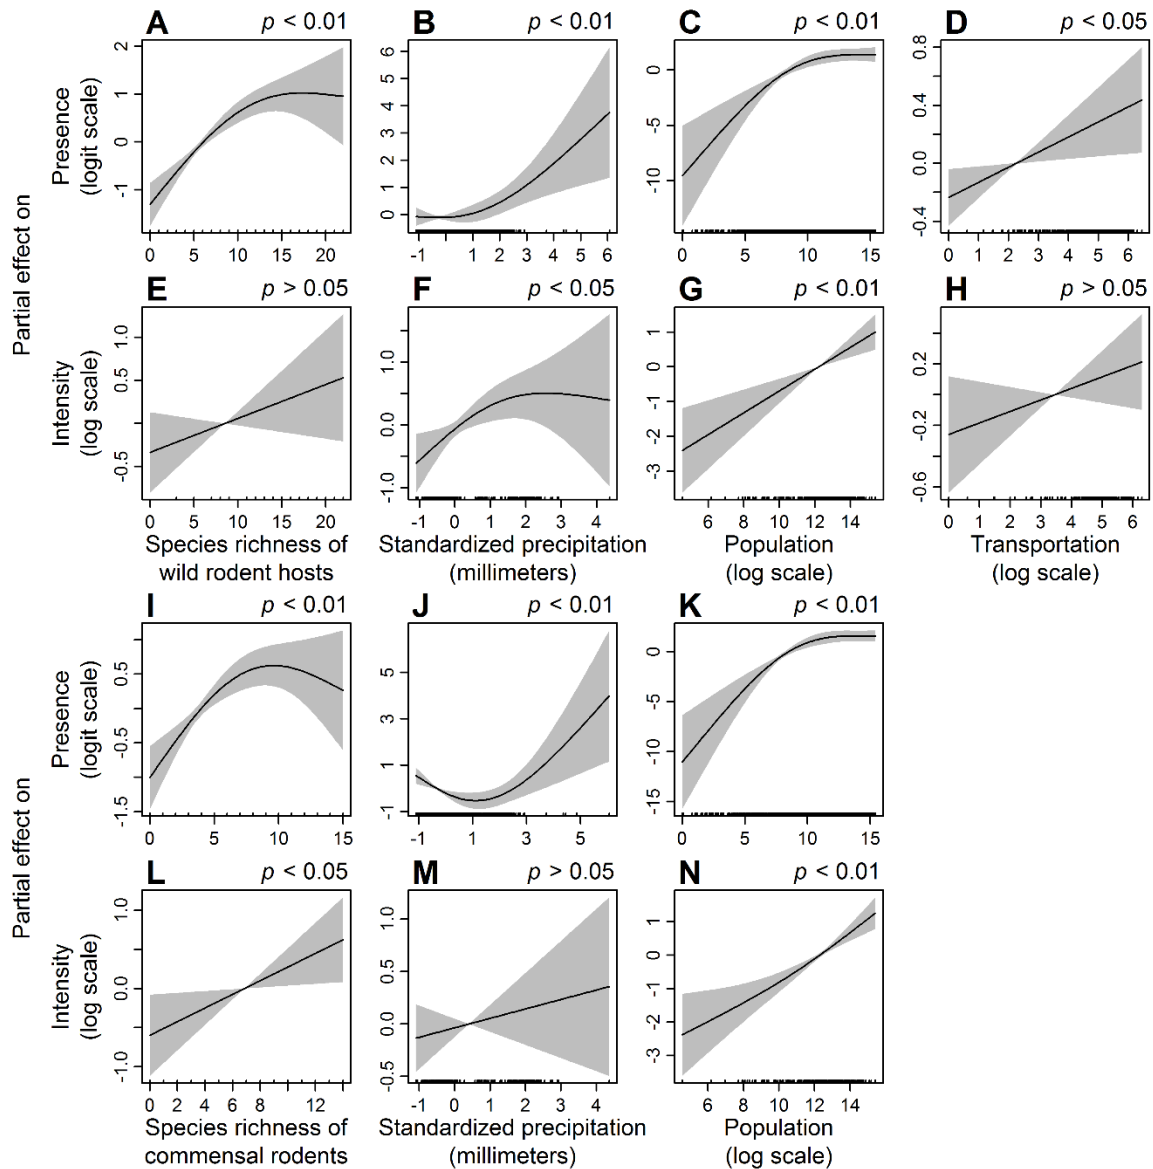 A p < 0.01 B p < 0.01 C p < 0.01 D p < 0.05
Partial effect on
Presence
(logit scale)
2
1
0
-1
0 5 10 15 20
6
5
4
3
2
1
0
-1 0 1 2 3 4 5 6
0
-5
-10
0 5 10 15
0.8
0.4
0.0
-0.4
0 1 2 3 4 5 6
E p > 0.05 F p < 0.05 G p < 0.01 H p > 0.05
Intensity
(log scale)
1.0
0.5
-0.5
0 5 10 15 20
Species richness of
wild rodent hosts
1.0
0.0
-1.0
-1 0 1 2 3 4
Standardized precipitation
(millimeters)
1
0
-1
-2
-3
6 8 10 12 14
Population
(log scale)
0.2
-0.2
-0.6
0 1 2 3 4 5 6
Transportation
(log scale)
I p < 0.01 J p < 0.01 K p < 0.01
Partial effect on
Presence
(logit scale)
0.5
-0.5
-1.5
0 5 10 15
5
3
1
-1
-1 1 3 5
0
-5
-10
-15
0 5 10 15
L p < 0.05 M p > 0.05 N p < 0.01
Intensity
(log scale)
1.0
0.0
-1.0
0 2 4 6 8 12
Species richness of
commensal rodents
1.0
0.5
0.0
-0.5
-1 0 1 2 3 4
Standardized precipitation
(millimeters)
1
0
-1
-2
-3
6 8 10 12 14
Population
(log scale)